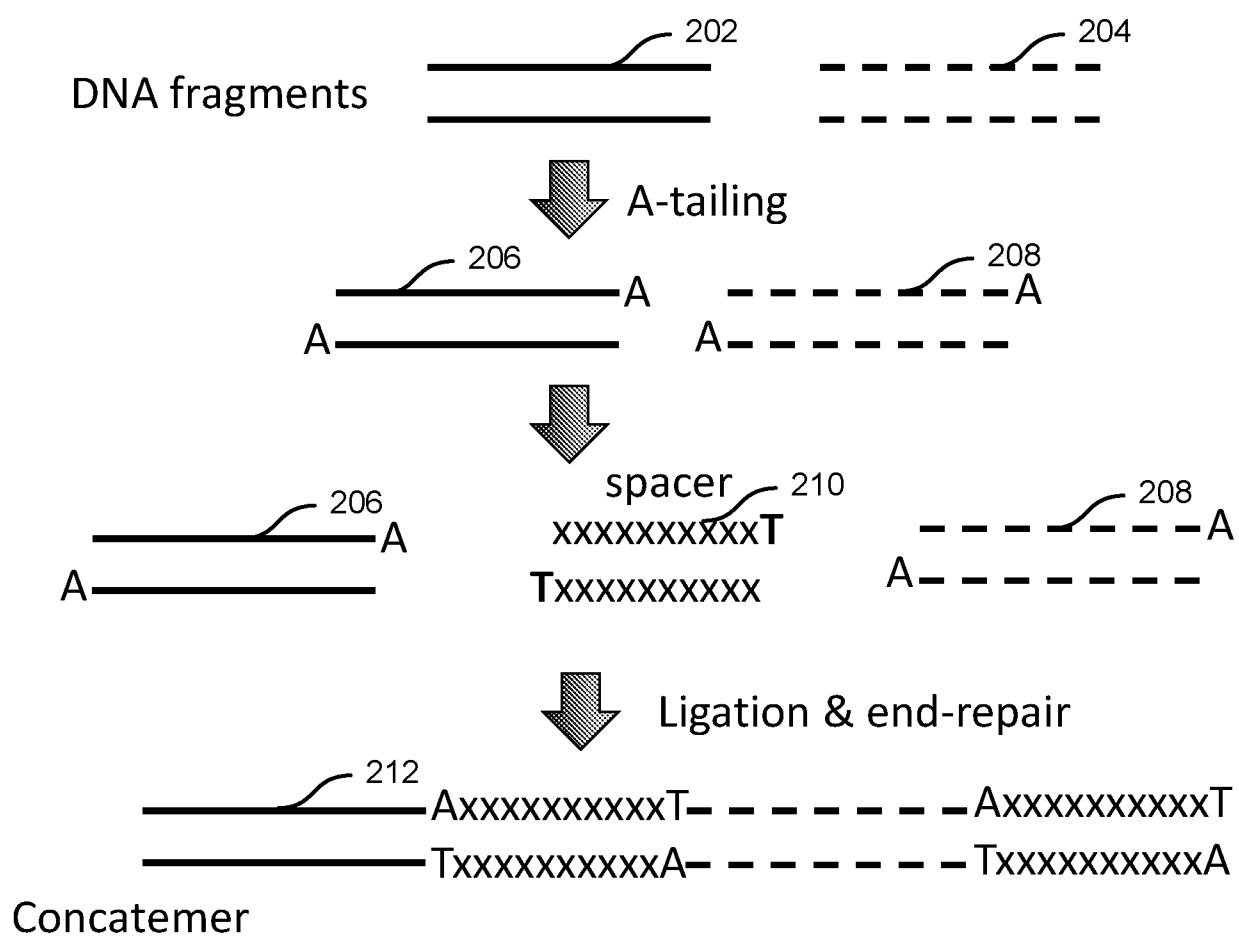 202 204
DNA fragments
A-tailing
206 A 208 A
A A
spacer
206 A 210 208 A
xxxxxxxxxxT
A Txxxxxxxxxx A
Ligation & end-repair
212
AxxxxxxxxxxT AxxxxxxxxxxT
TxxxxxxxxxxA TxxxxxxxxxxA
Concatemer